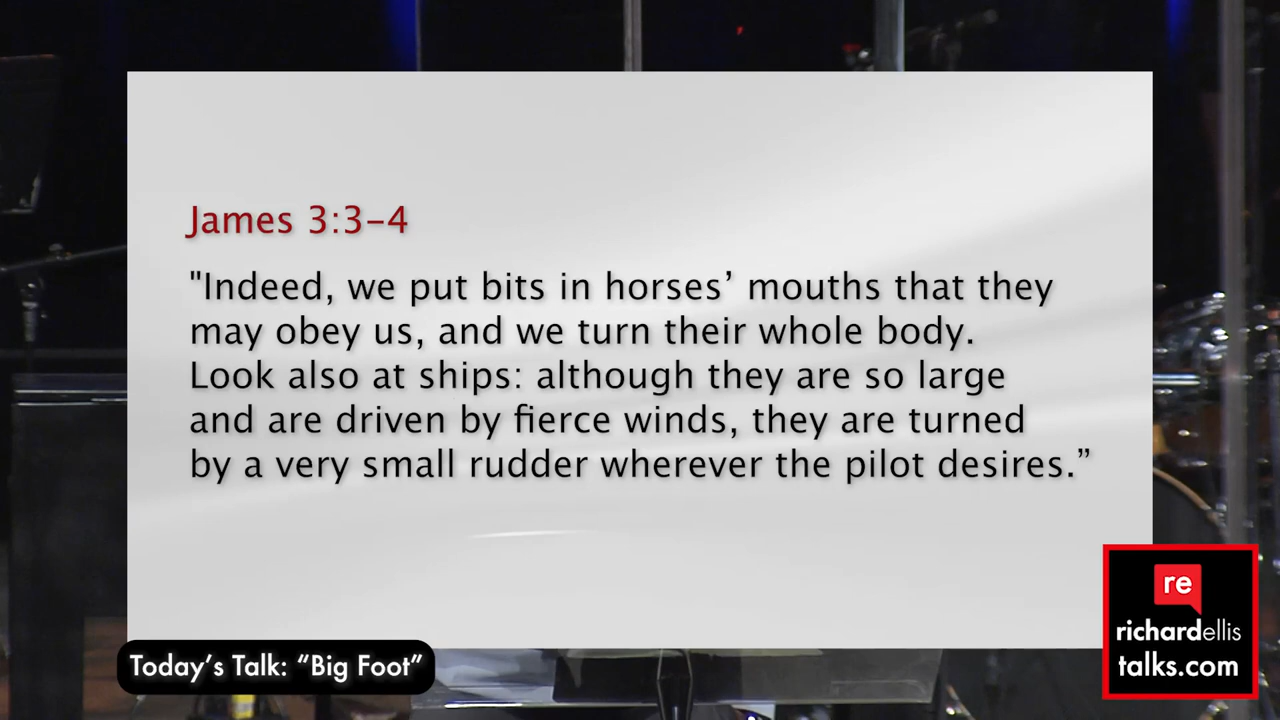 James 3:3–4
"Indeed, we put bits in horses’ mouths that they
may obey us, and we turn their whole body.
Look also at ships: although they are so large
and are driven by fierce winds, they are turned
by a very small rudder wherever the pilot desires.”
Today’s Talk: “Big Foot”
re
richardellis
talks.com